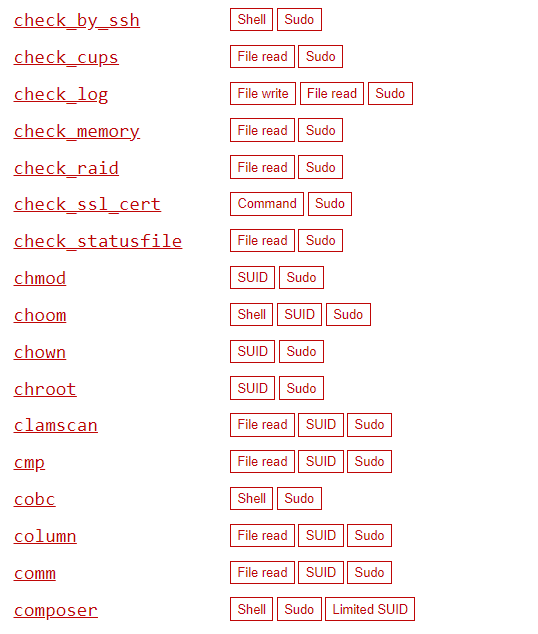 check_by_ssh Shell Sudo
check_cups File read Sudo
check_log File write File read Sudo
check_memory File read Sudo
check_raid File read Sudo
check_ssl_cert Command Sudo
check_statusfile File read Sudo
chmod SUID Sudo
choom Shell SUID Sudo
chown SUID Sudo
chroot SUID Sudo
clamscan File read SUID Sudo
cmp File read SUID Sudo
cobc Shell Sudo
column File read SUID Sudo
comm File read SUID Sudo
composer Shell Sudo Limited SUID